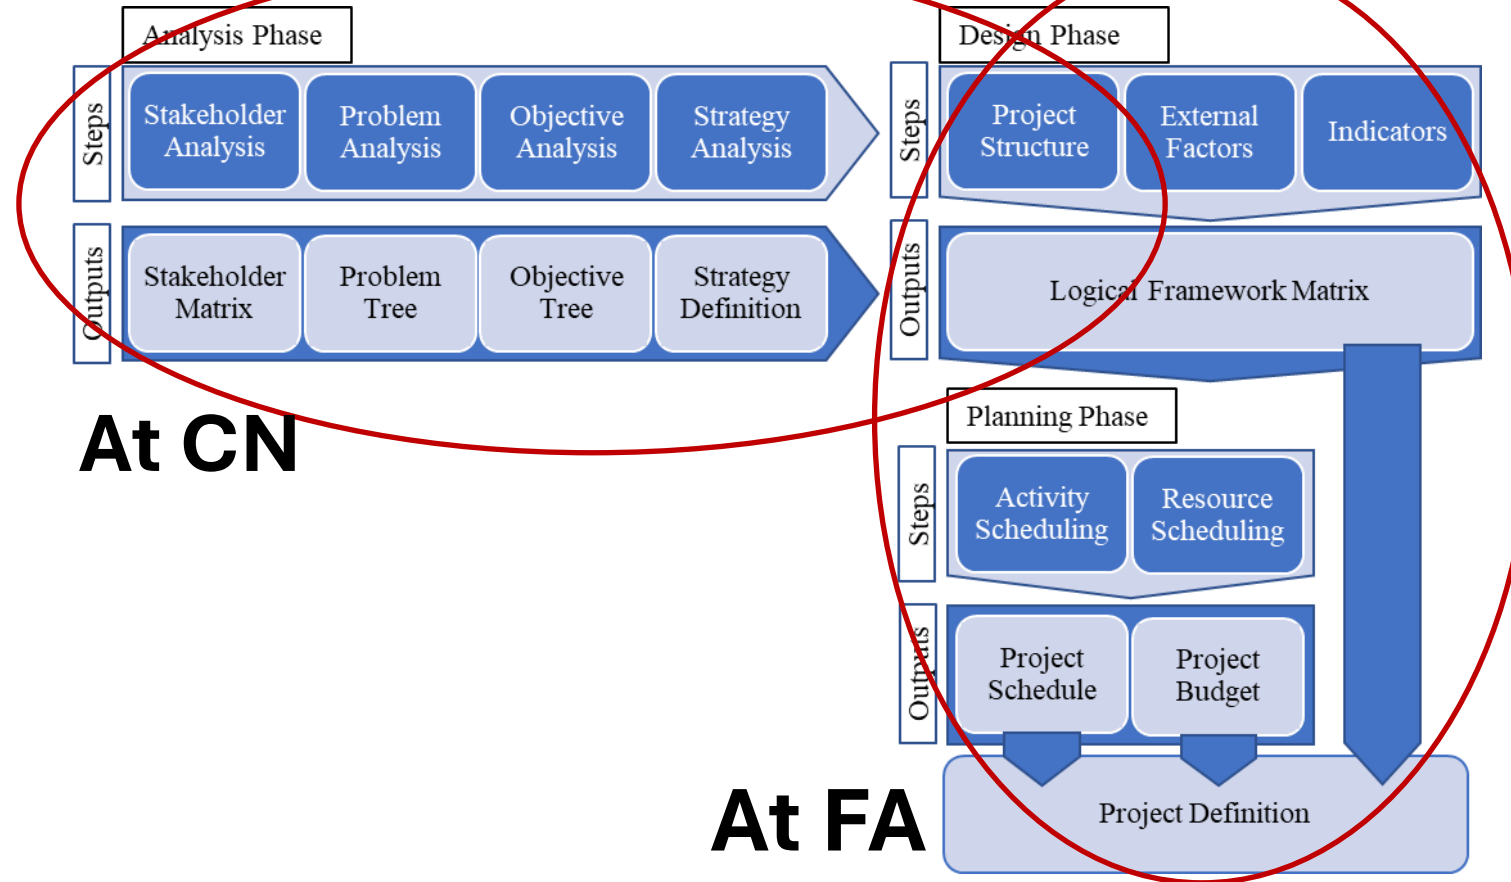 Analysis Phase
Steps
Stakeholder
Analysis
Problem
Analysis
Objective
Analysis
Strategy
Analysis
Outputs
Stakeholder
Matrix
Problem
Tree
Objective
Tree
Strategy
Definition
At CN
Design Phase
Steps
Project
Structure
External
Factors
Indicators
Outputs
Logical Framework Matrix
Planning Phase
Steps
Activity
Scheduling
Resource
Scheduling
Outputs
Project
Schedule
Project
Budget
At FA
Project Definition